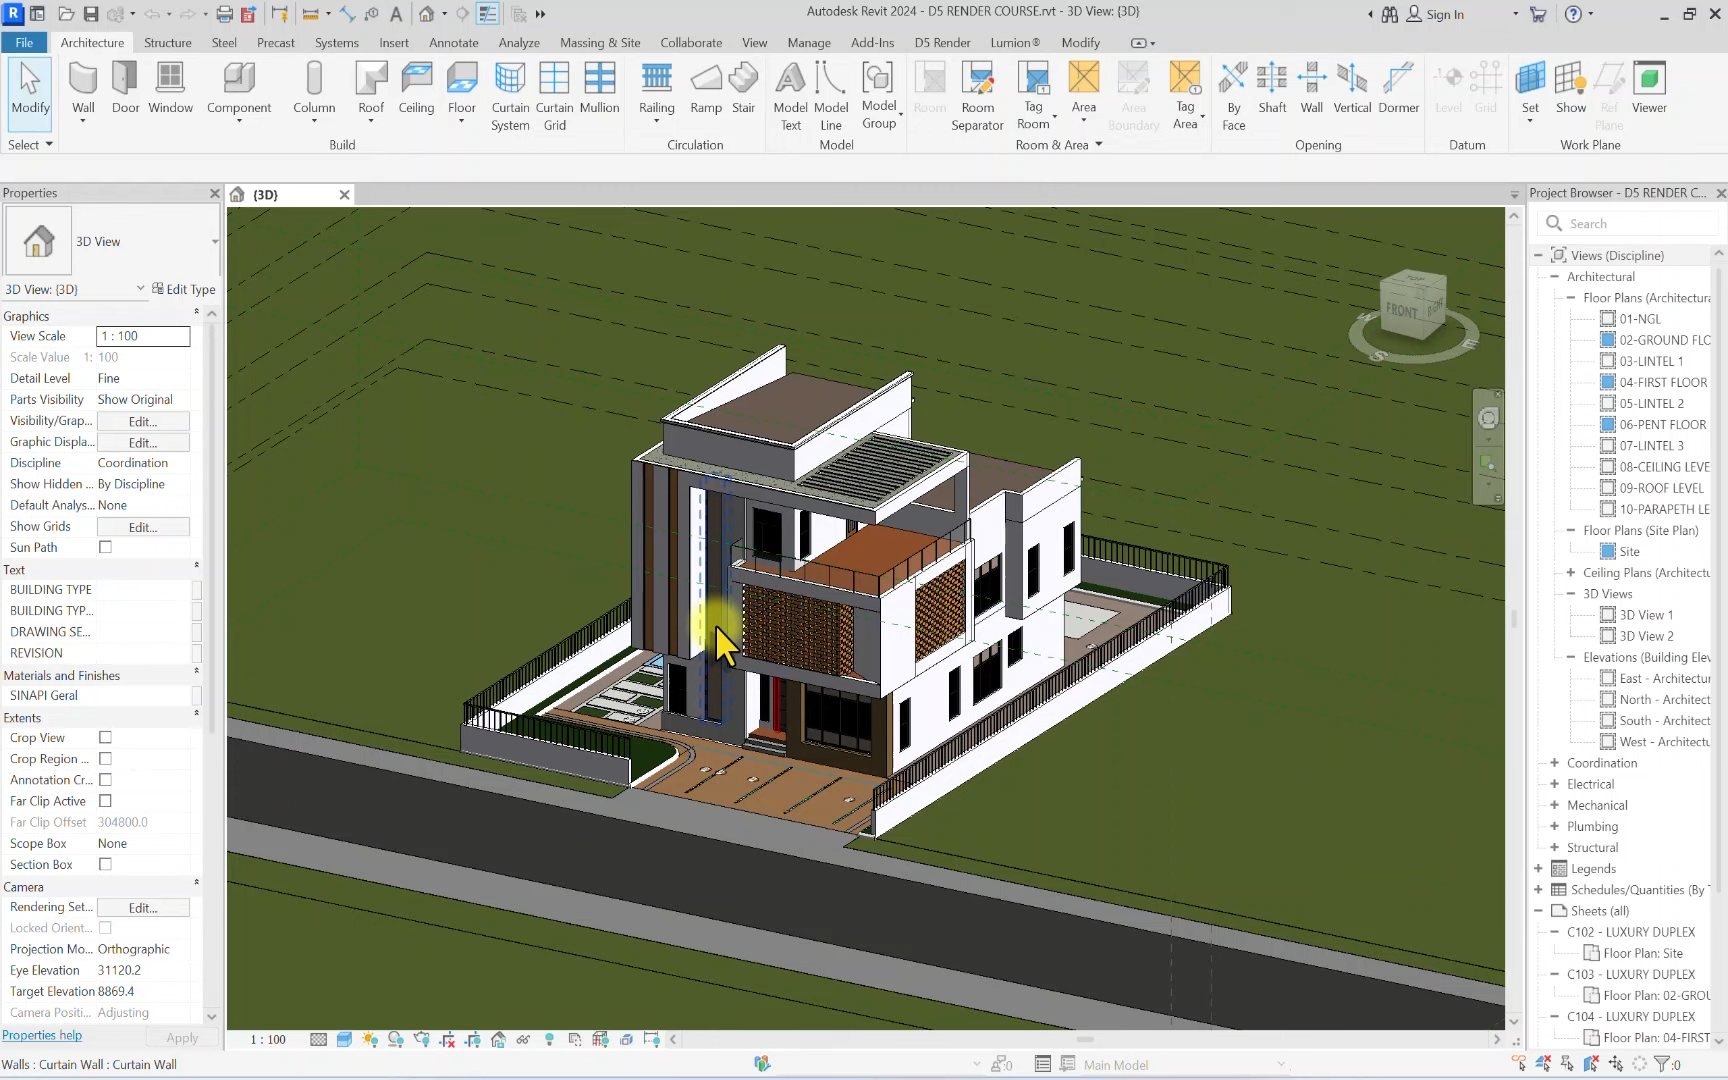 Autodesk Revit 2024 - D5 RENDER COURSE.rvt - 3D View: {3D}
Sign In
File Architecture Structure Steel Precast Systems Insert Annotate Analyze Massing & Site Collaborate View Manage Add-Ins D5 Render Lumion® Modify
Modify Wall Door Window Component Column Roof Ceiling Floor Curtain System Curtain Grid Mullion Railing Ramp Stair Model Text Model Line Model Group Room Room Separator Tag Room Area Area Boundary Tag Area By Face Shaft Wall Vertical Dormer Level Grid Set Show Ref Plane Viewer
Select Build Circulation Model Room & Area Opening Datum Work Plane
Properties
{3D}
Project Browser - D5 RENDER C...
3D View
Search
3D View: {3D} Edit Type
Graphics
View Scale 1 : 100
Scale Value 1: 100
Detail Level Fine
Parts Visibility Show Original
Visibility/Grap... Edit...
Graphic Displa... Edit...
Discipline Coordination
Show Hidden ... By Discipline
Default Analys... None
Show Grids Edit...
Sun Path
Text
BUILDING TYPE
BUILDING TYP...
DRAWING SE...
REVISION
Materials and Finishes
SINAPI Geral
Extents
Crop View
Crop Region ...
Annotation Cr...
Far Clip Active
Far Clip Offset 304800.0
Scope Box None
Section Box
Camera
Rendering Set... Edit...
Locked Orient...
Projection Mo... Orthographic
Eye Elevation 31120.2
Target Elevation 8869.4
Camera Positi... Adjusting
Properties help Apply
TOP
FRONT
RIGHT
W
S
E
Views (Discipline)
Architectural
Floor Plans (Architectura
01-NGL
02-GROUND FLO
03-LINTEL 1
04-FIRST FLOOR
05-LINTEL 2
06-PENT FLOOR
07-LINTEL 3
08-CEILING LEVE
09-ROOF LEVEL
10-PARAPETH LE
Floor Plans (Site Plan)
Site
Ceiling Plans (Architectu
3D Views
3D View 1
3D View 2
Elevations (Building Elev
East - Architectur
North - Architect
South - Architect
West - Architectu
Coordination
Electrical
Mechanical
Plumbing
Structural
Legends
Schedules/Quantities (By
Sheets (all)
C102 - LUXURY DUPLEX
Floor Plan: Site
C103 - LUXURY DUPLEX
Floor Plan: 02-GROU
C104 - LUXURY DUPLEX
Floor Plan: 04-FIRST
1 : 100
Walls : Curtain Wall : Curtain Wall
:0
Main Model
:0